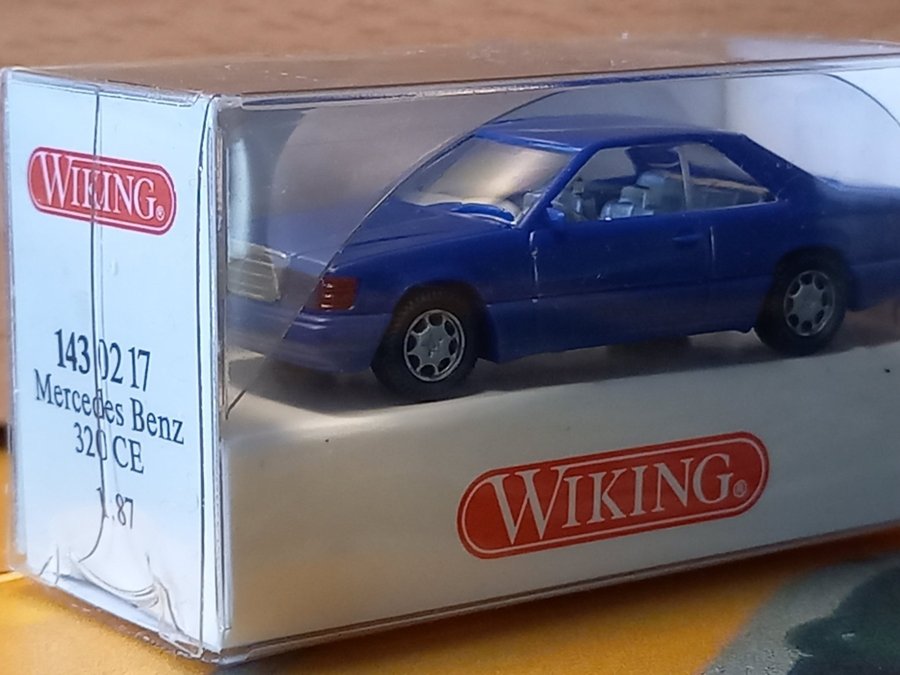 WIKING®
143 02 17
Mercedes Benz
320 CE
1:87
WIKING®